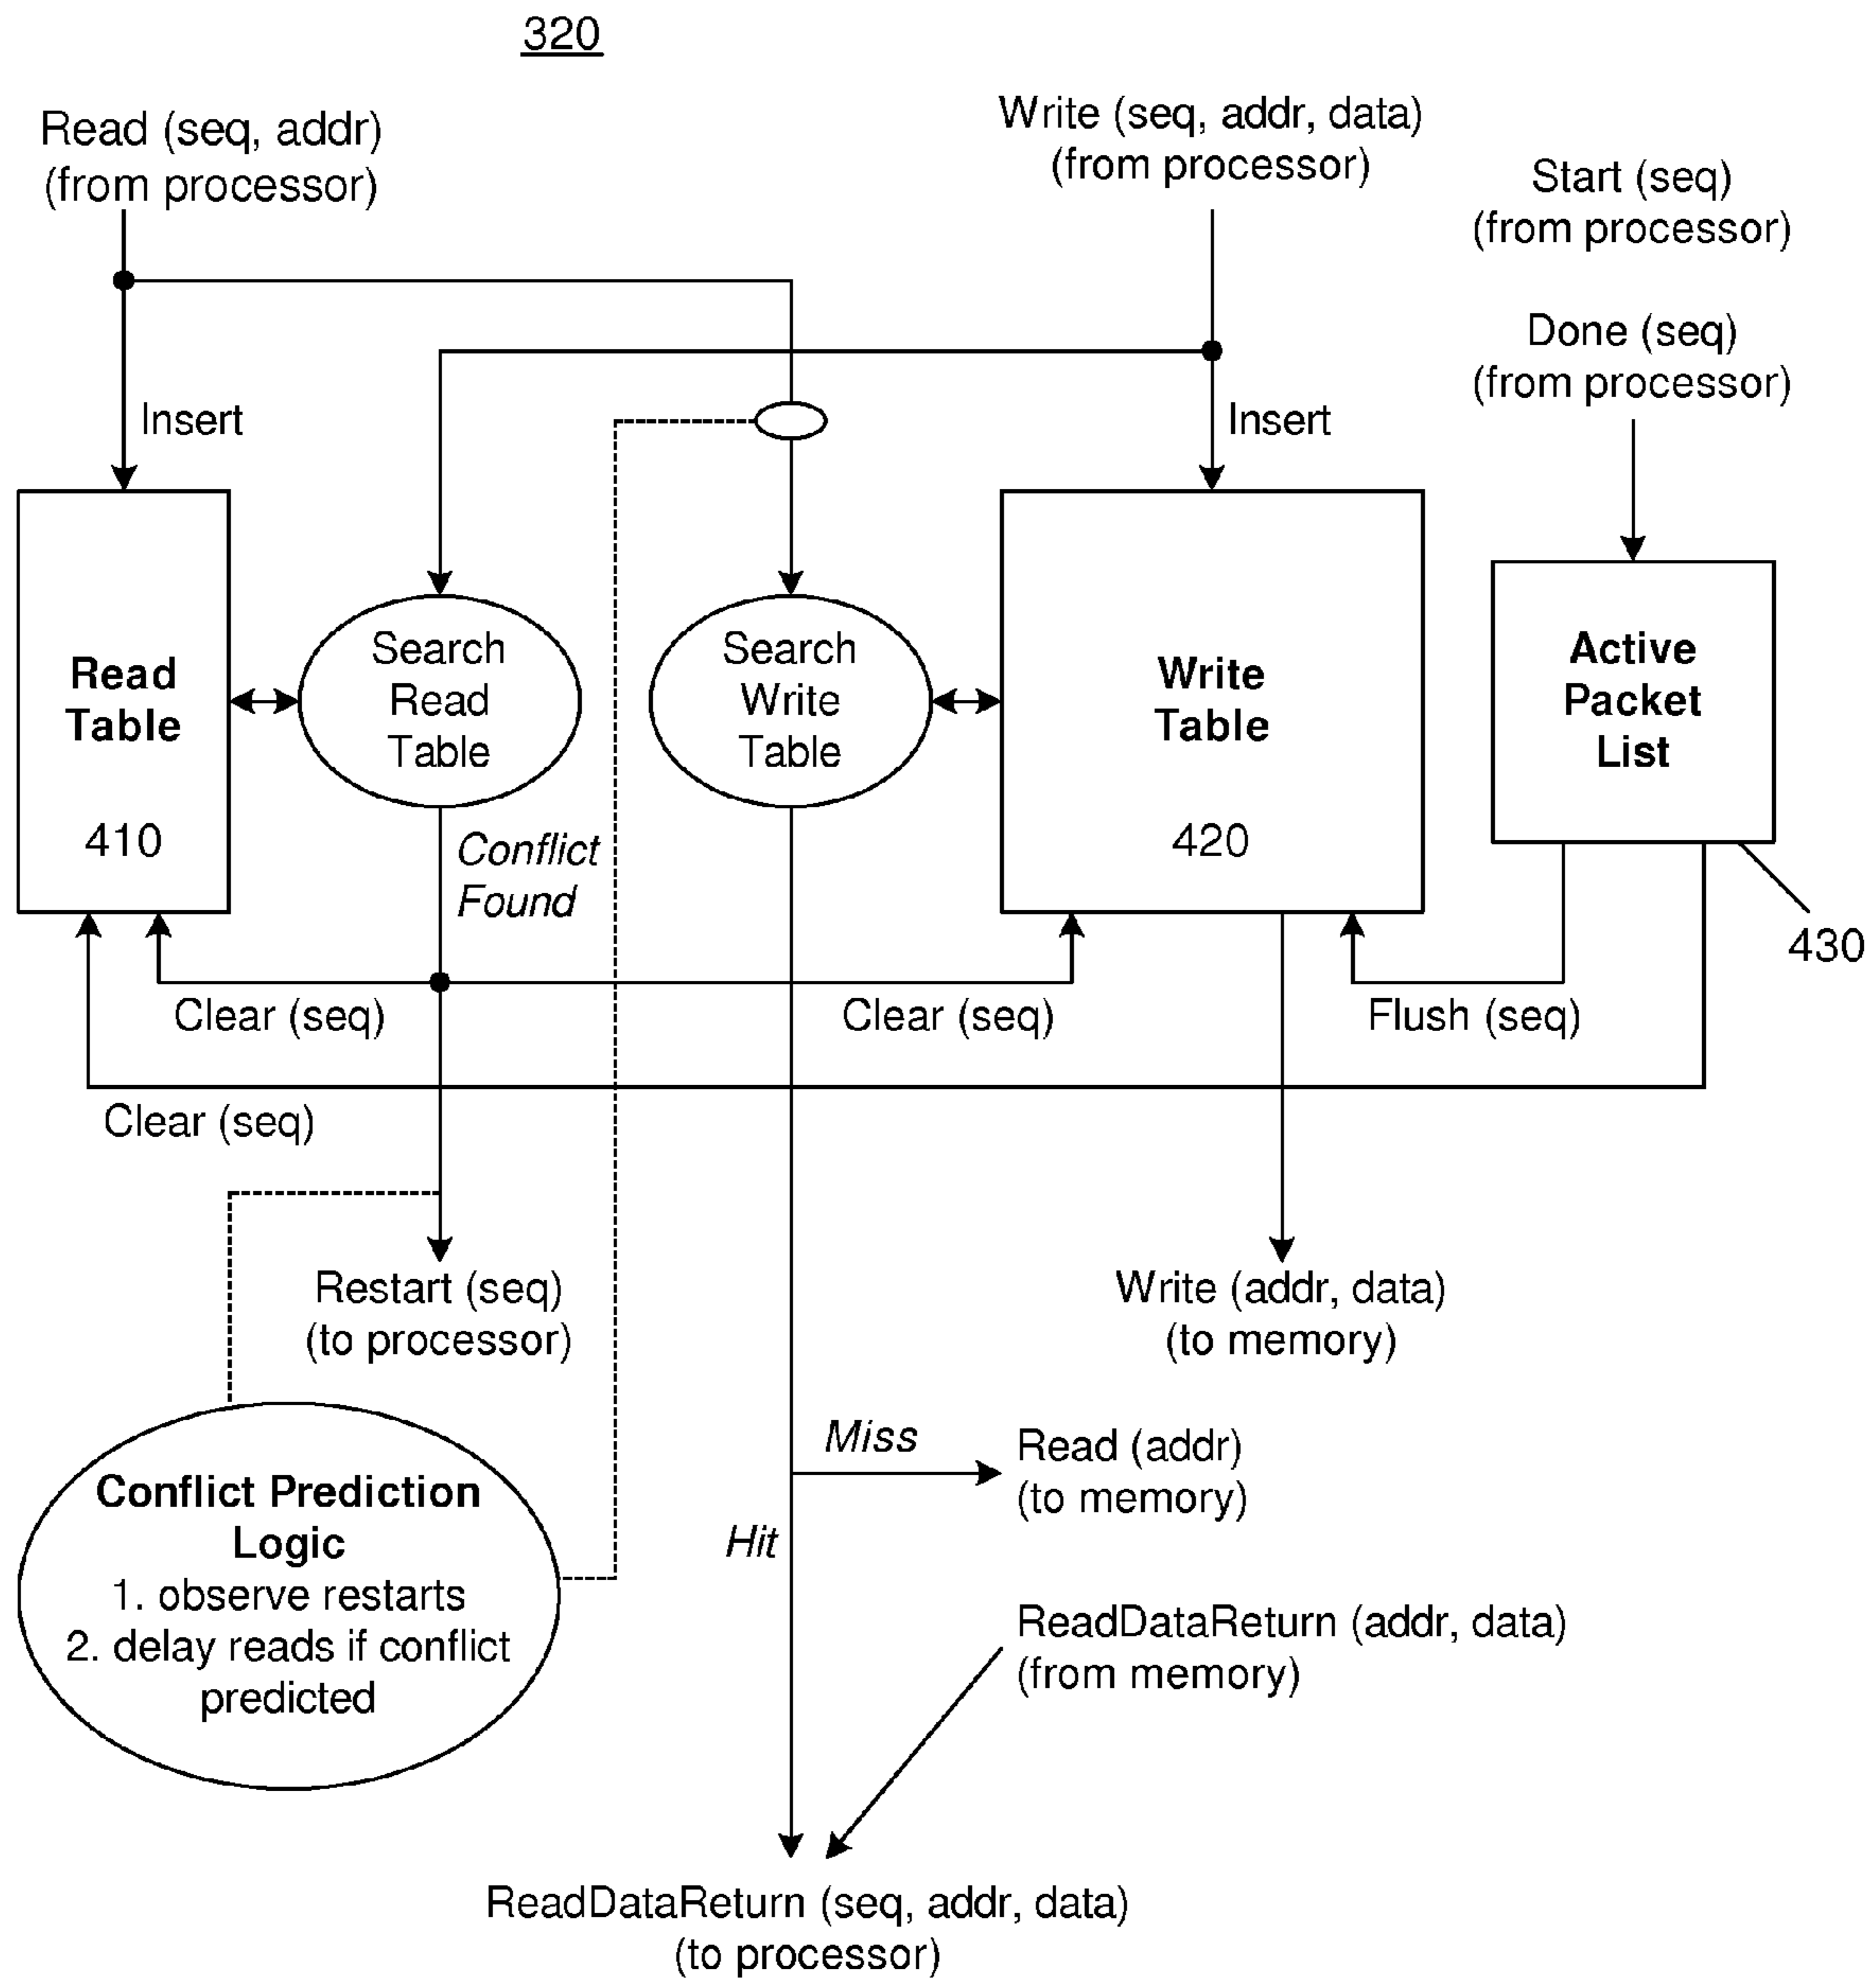 320
Read (seq, addr)
(from processor)
Write (seq, addr, data)
(from processor)
Start (seq)
(from processor)
Done (seq)
(from processor)
Insert
Insert
Read
Table
410
Search
Read
Table
Search
Write
Table
Write
Table
420
Active
Packet
List
430
Conflict
Found
Clear (seq)
Clear (seq)
Flush (seq)
Clear (seq)
Restart (seq)
(to processor)
Write (addr, data)
(to memory)
Conflict Prediction
Logic
1. observe restarts
2. delay reads if conflict
predicted
Miss
Read (addr)
(to memory)
Hit
ReadDataReturn (addr, data)
(from memory)
ReadDataReturn (seq, addr, data)
(to processor)